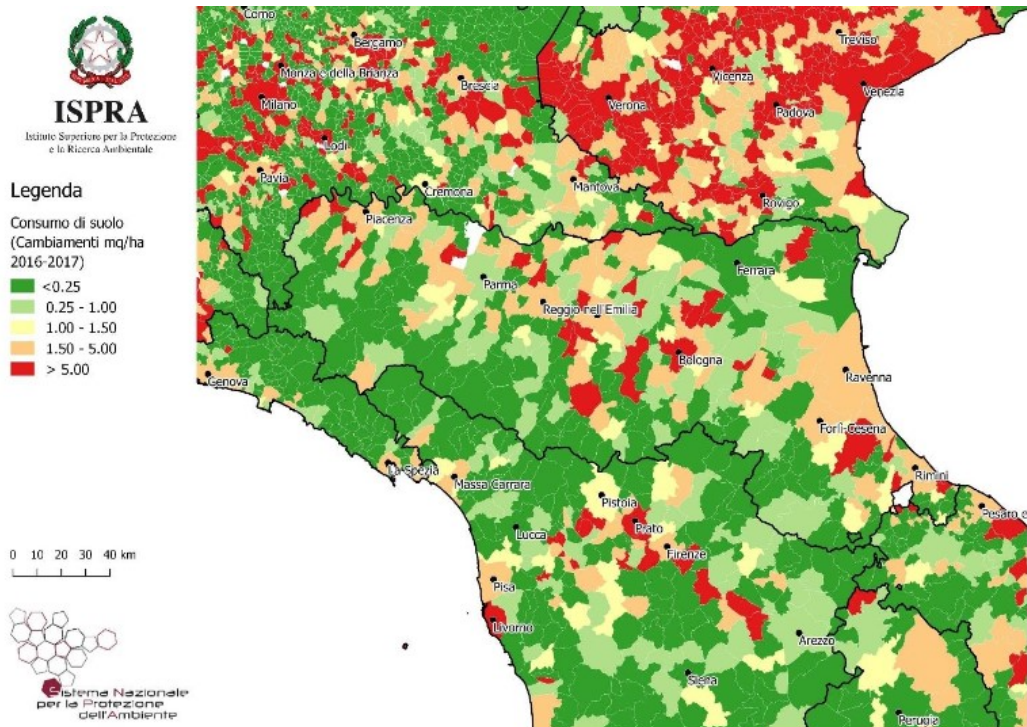 ISPRA
Istituto Superiore per la Protezione
e la Ricerca Ambientale
Legenda
Consumo di suolo
(Cambiamenti mq/ha
2016-2017)
<0.25
0.25 - 1.00
1.00 - 1.50
1.50 - 5.00
> 5.00
0 10 20 30 40 km
Sistema Nazionale
per la Protezione
dell'Ambiente
Como
Bergamo
Treviso
Monza e della Brianza
Vicenza
Brescia
Venezia
Milano
Verona
Padova
Lodi
Pavia
Cremona
Mantova
Rovigo
Piacenza
Ferrara
Parma
Reggio nell'Emilia
Bologna
Genova
Ravenna
Forlì-Cesena
La Spezia
Rimini
Massa Carrara
Pistoia
Pesaro e
Lucca
Prato
Firenze
Pisa
Livorno
Arezzo
Siena
Perugia